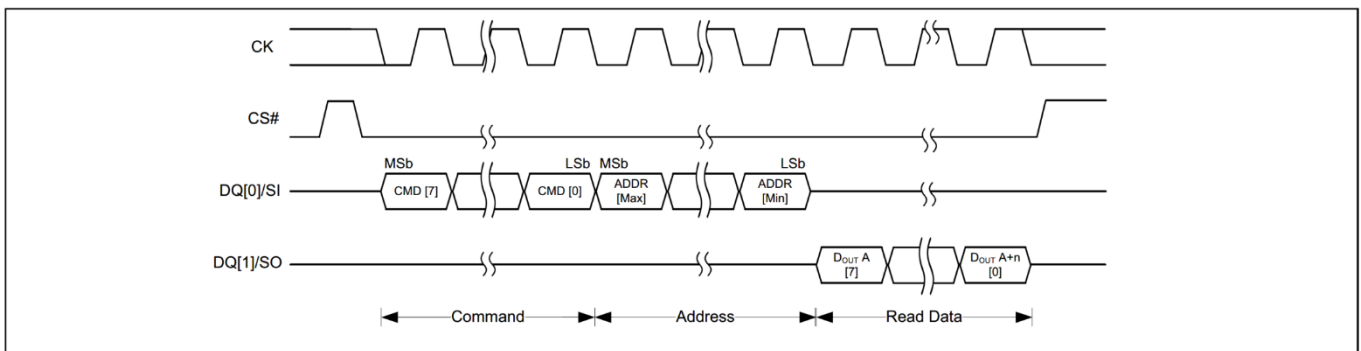 CK
CS#
MSb LSb MSb LSb
DQ[0]/SI CMD [7] CMD [0] ADDR [Max] ADDR [Min]
DQ[1]/SO DOUT A [7] DOUT A+n [0]
Command Address Read Data